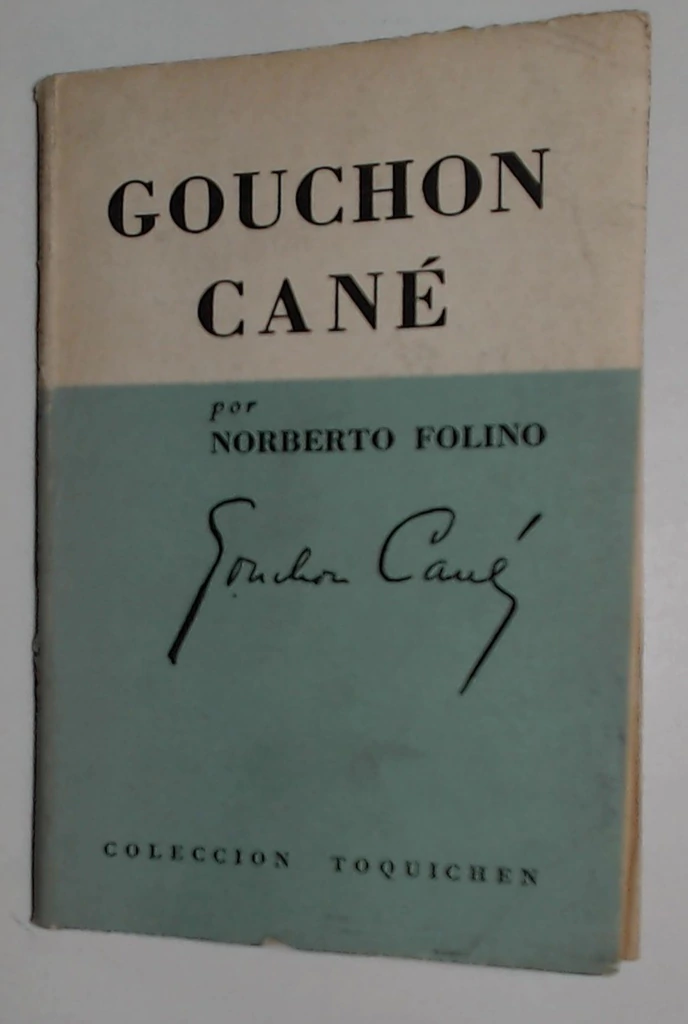 GOUCHON
CANÉ
por
NORBERTO FOLINO
Gouchon Cané
COLECCION TOQUICHEN